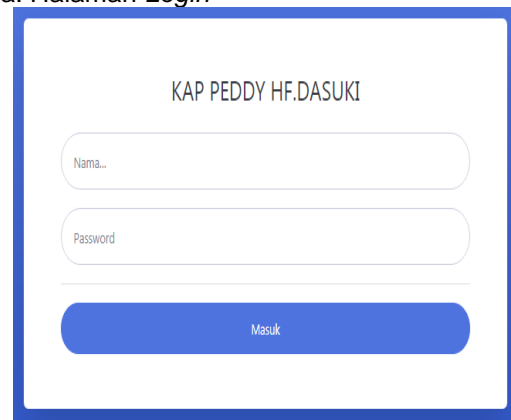 a. Halaman Login
KAP PEDDY HF.DASUKI
Nama...
Password
Masuk